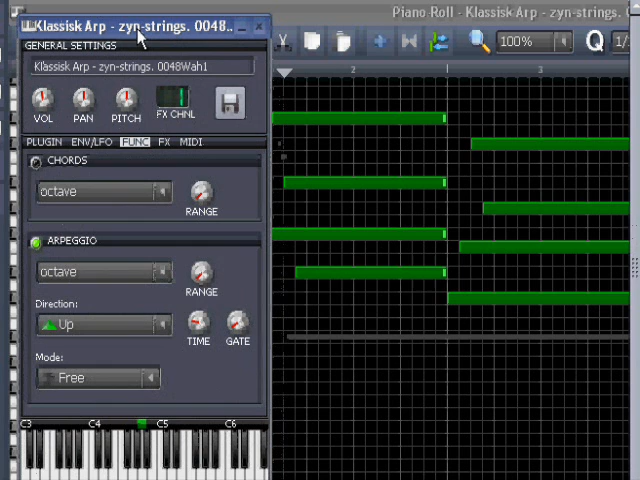 Klassisk Arp - zyn-strings. 0048..
Piano-Roll - Klassisk Arp - zyn-strings.
GENERAL SETTINGS
Klassisk Arp - zyn-strings. 0048Wah1
100%
Q
1/
VOL
PAN
PITCH
FX CHNL
1
2
3
PLUGIN ENV/LFO FUNC FX MIDI
CHORDS
octave
RANGE
ARPEGGIO
octave
RANGE
Direction:
Up
TIME
GATE
Mode:
Free
C3
C4
C5
C6